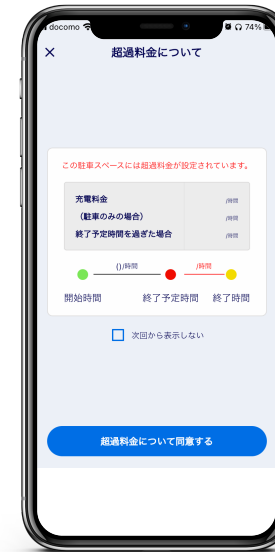 docomo 74%
× 超過料金について
この駐車スペースには超過料金が設定されています。
充電料金 /時間
（駐車のみの場合） /時間
終了予定時間を過ぎた場合 /時間
()/時間 /時間
開始時間 終了予定時間 終了時間
次回から表示しない
超過料金について同意する